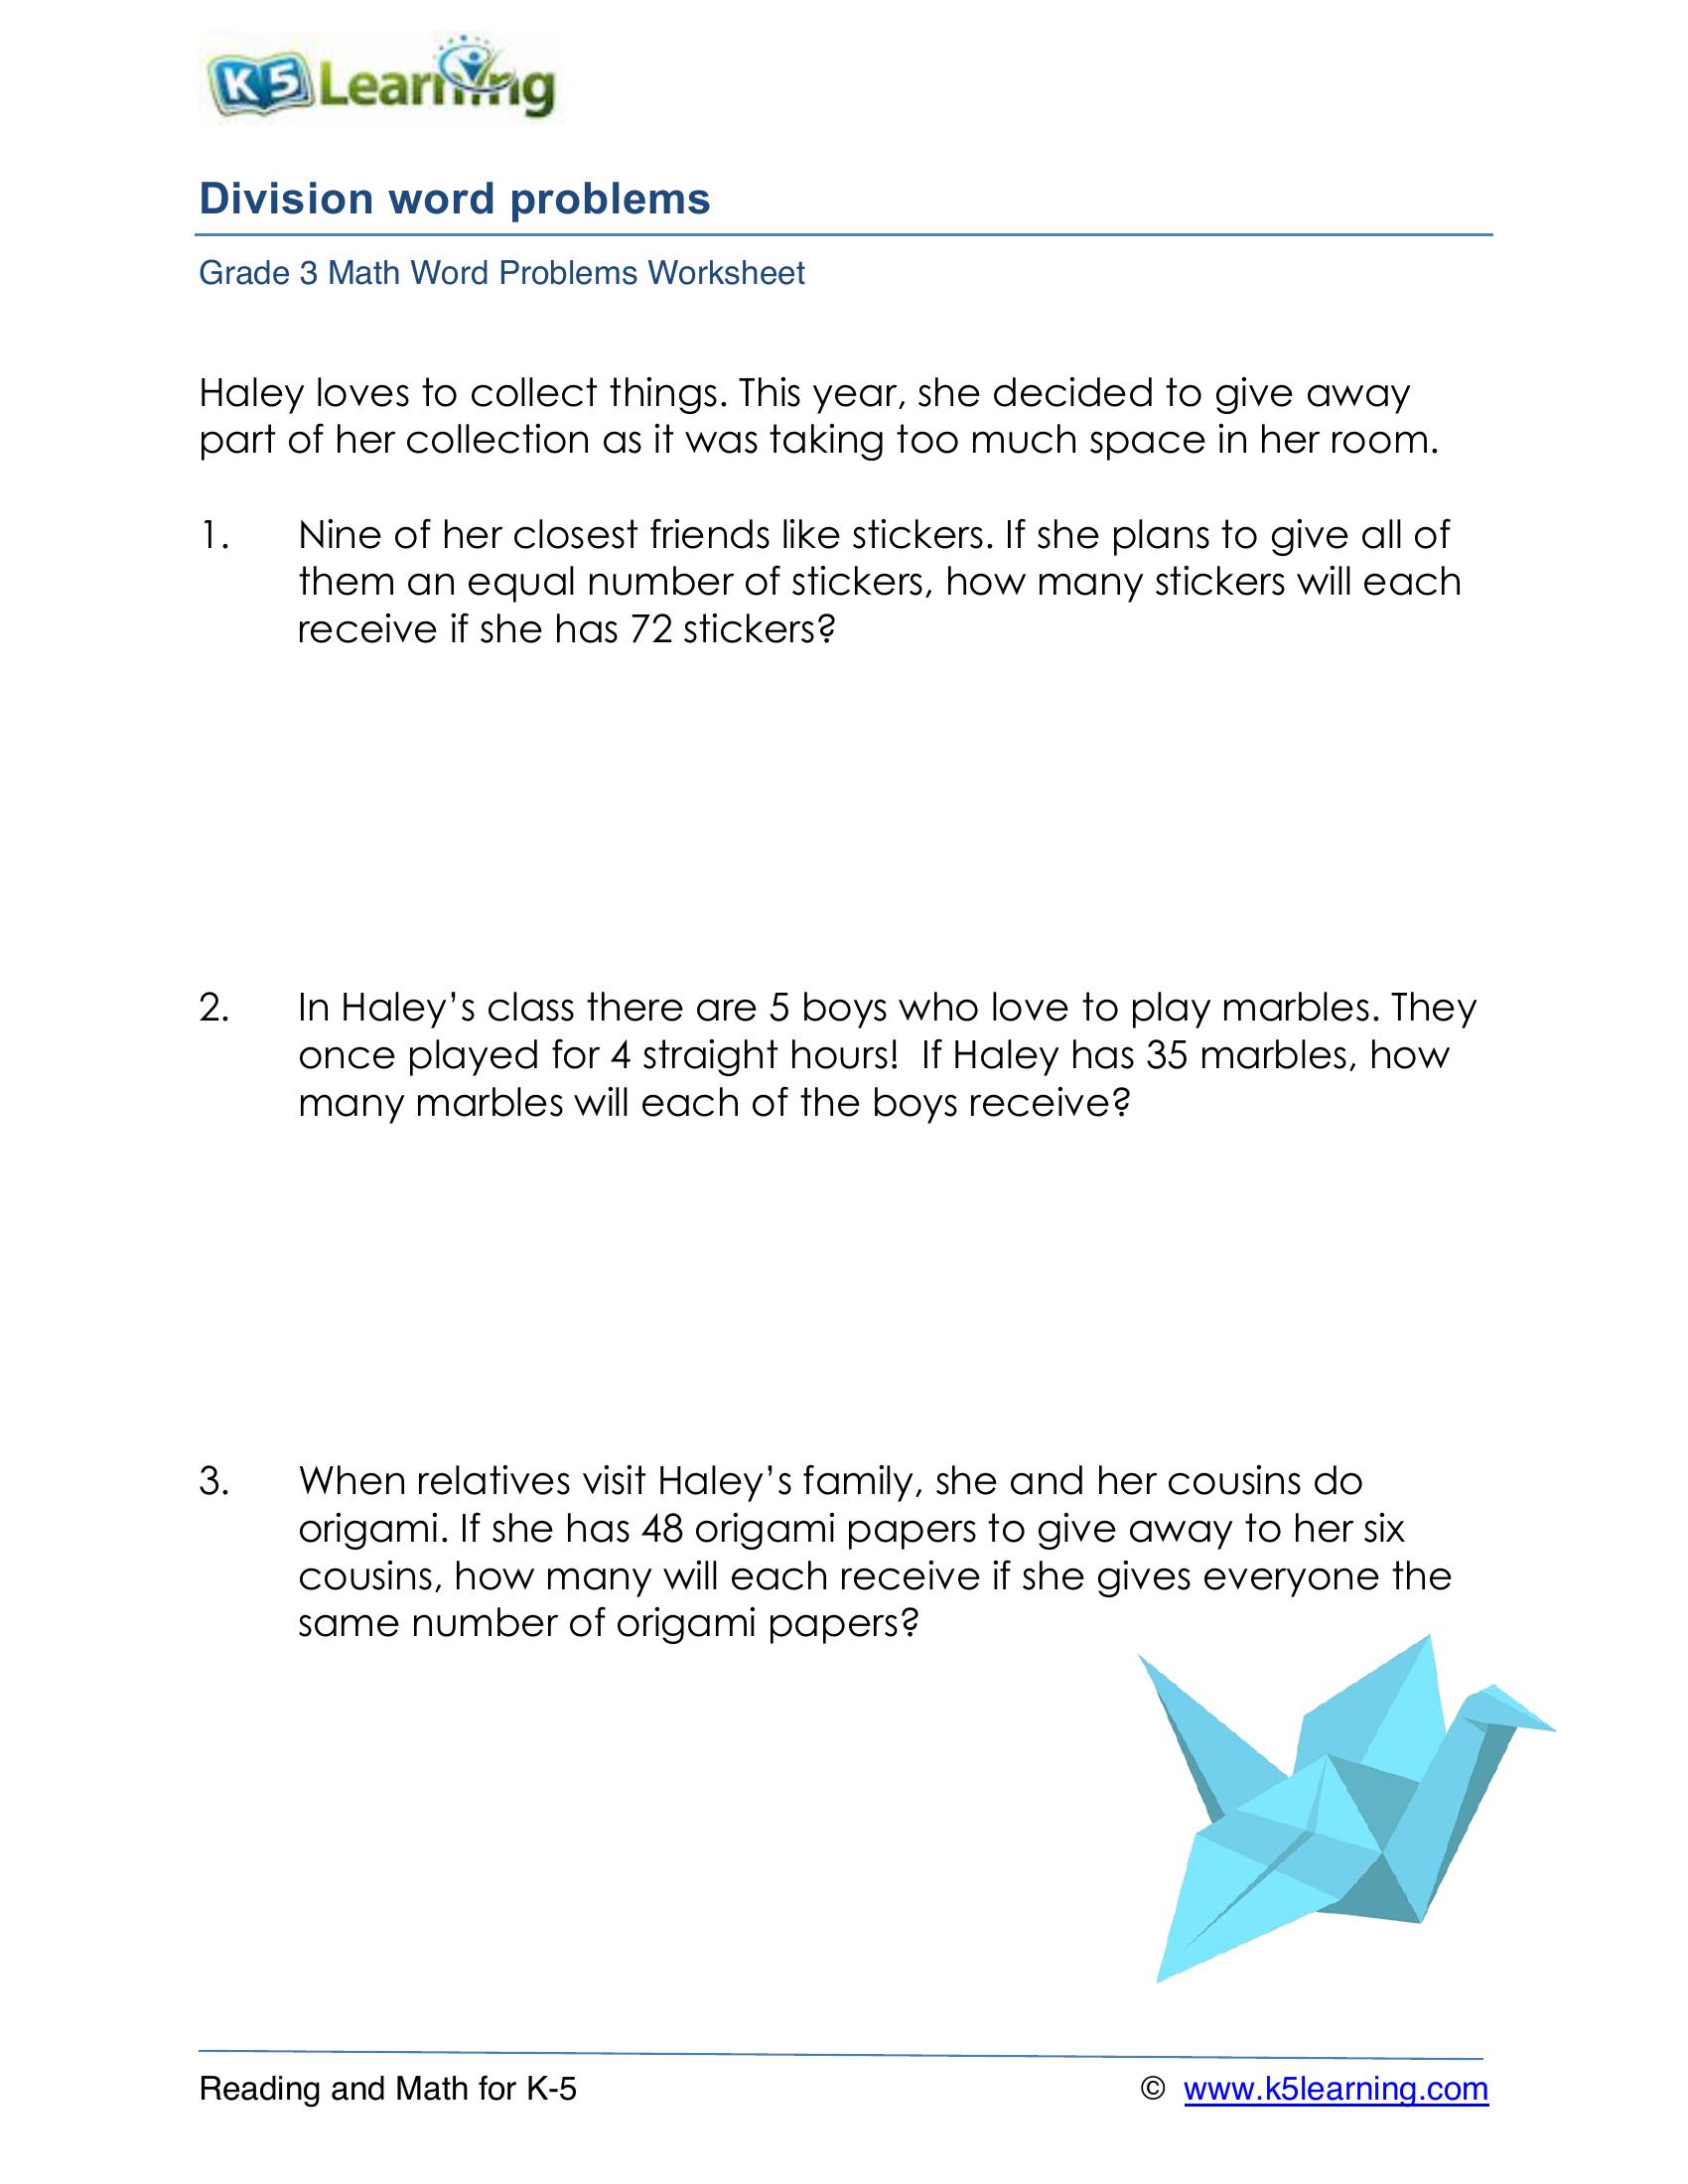 K5 Learning
Division word problems
Grade 3 Math Word Problems Worksheet
Haley loves to collect things. This year, she decided to give away
part of her collection as it was taking too much space in her room.
1. Nine of her closest friends like stickers. If she plans to give all of
them an equal number of stickers, how many stickers will each
receive if she has 72 stickers?
2. In Haley’s class there are 5 boys who love to play marbles. They
once played for 4 straight hours!  If Haley has 35 marbles, how
many marbles will each of the boys receive?
3. When relatives visit Haley’s family, she and her cousins do
origami. If she has 48 origami papers to give away to her six
cousins, how many will each receive if she gives everyone the
same number of origami papers?
Reading and Math for K-5 © www.k5learning.com